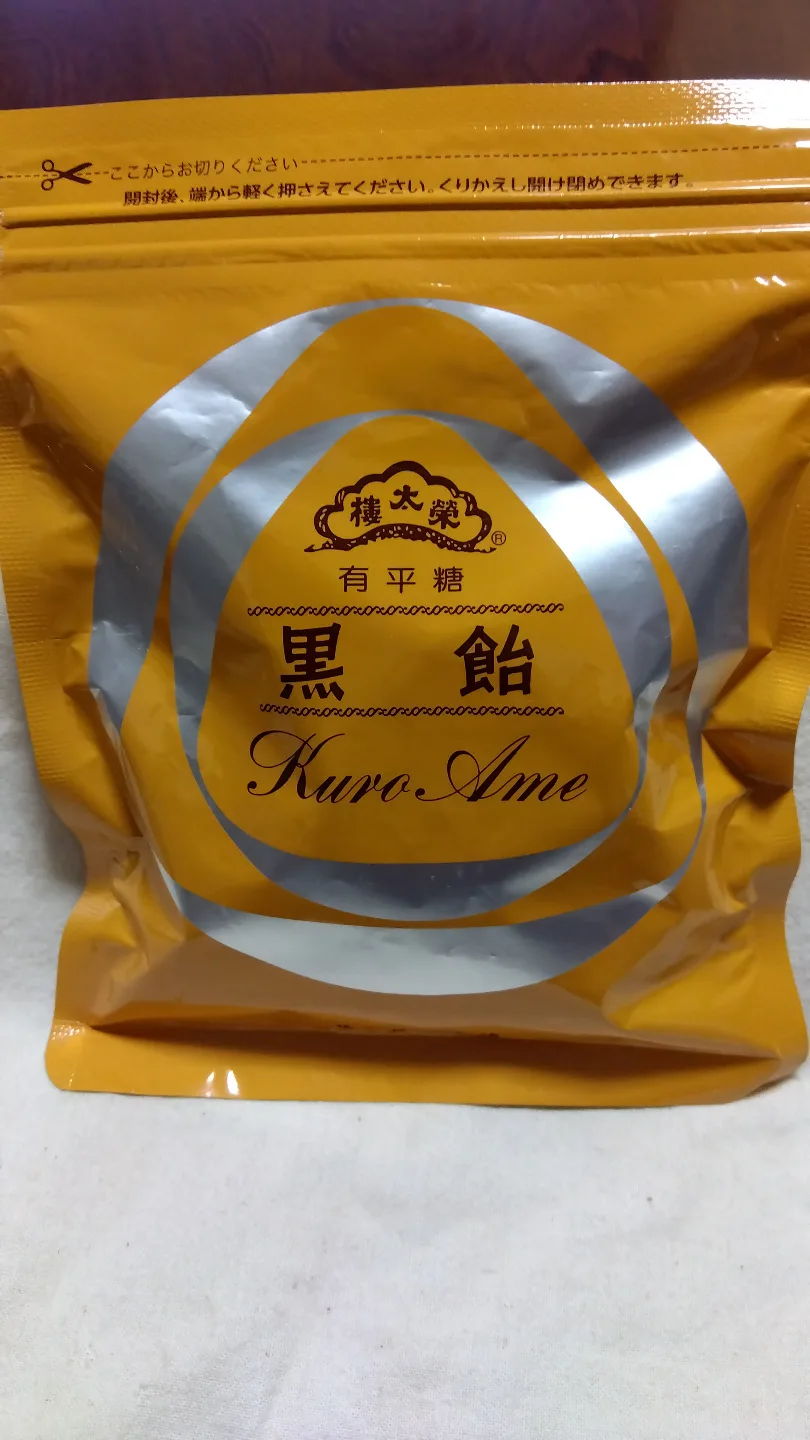 ここからお切りください
開封後、端から軽く押さえてください。くりかえし開け閉めできます。
樓太榮
®
有平糖
黒飴
Kuro Ame